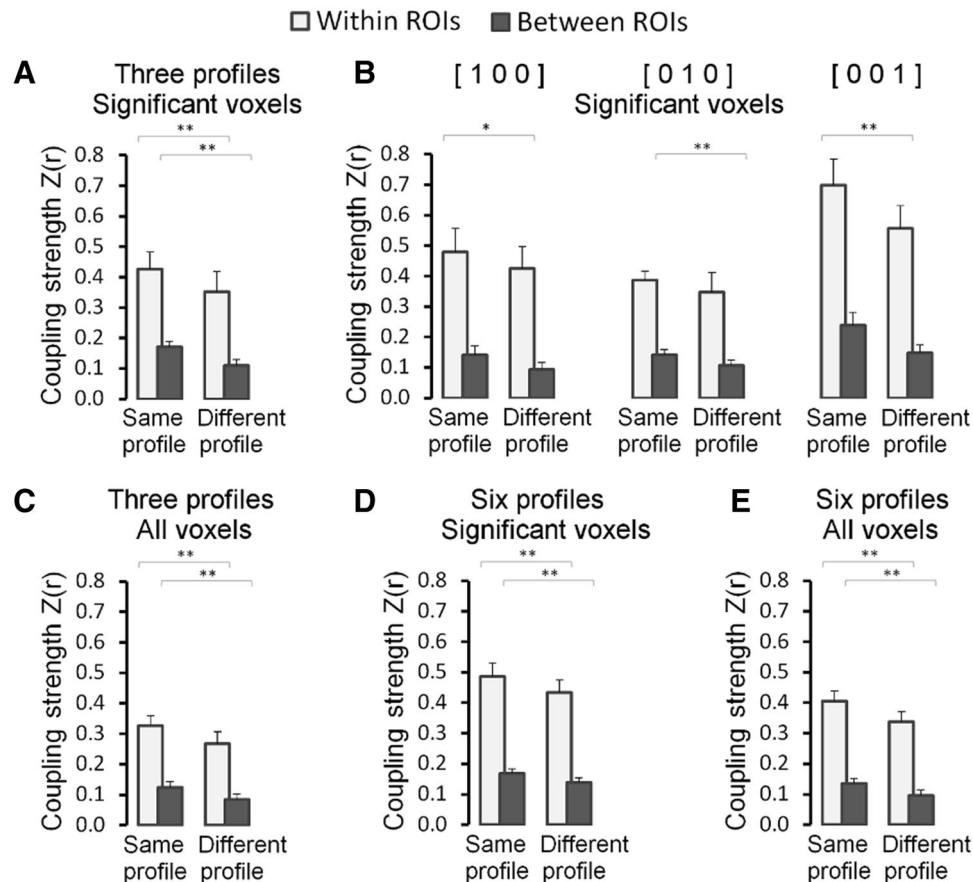 Within ROIs Between ROIs
A Three profiles
Significant voxels
** 
**
Coupling strength Z(r)
0.8
0.7
0.6
0.5
0.4
0.3
0.2
0.1
0.0
Same profile
Different profile
B [ 1 0 0 ] [ 0 1 0 ] [ 0 0 1 ]
Significant voxels
*
**
**
Coupling strength Z(r)
0.8
0.7
0.6
0.5
0.4
0.3
0.2
0.1
0.0
Same profile
Different profile
Same profile
Different profile
Same profile
Different profile
C Three profiles
All voxels
**
**
Coupling strength Z(r)
0.8
0.7
0.6
0.5
0.4
0.3
0.2
0.1
0.0
Same profile
Different profile
D Six profiles
Significant voxels
**
**
Coupling strength Z(r)
0.8
0.7
0.6
0.5
0.4
0.3
0.2
0.1
0.0
Same profile
Different profile
E Six profiles
All voxels
**
**
Coupling strength Z(r)
0.8
0.7
0.6
0.5
0.4
0.3
0.2
0.1
0.0
Same profile
Different profile